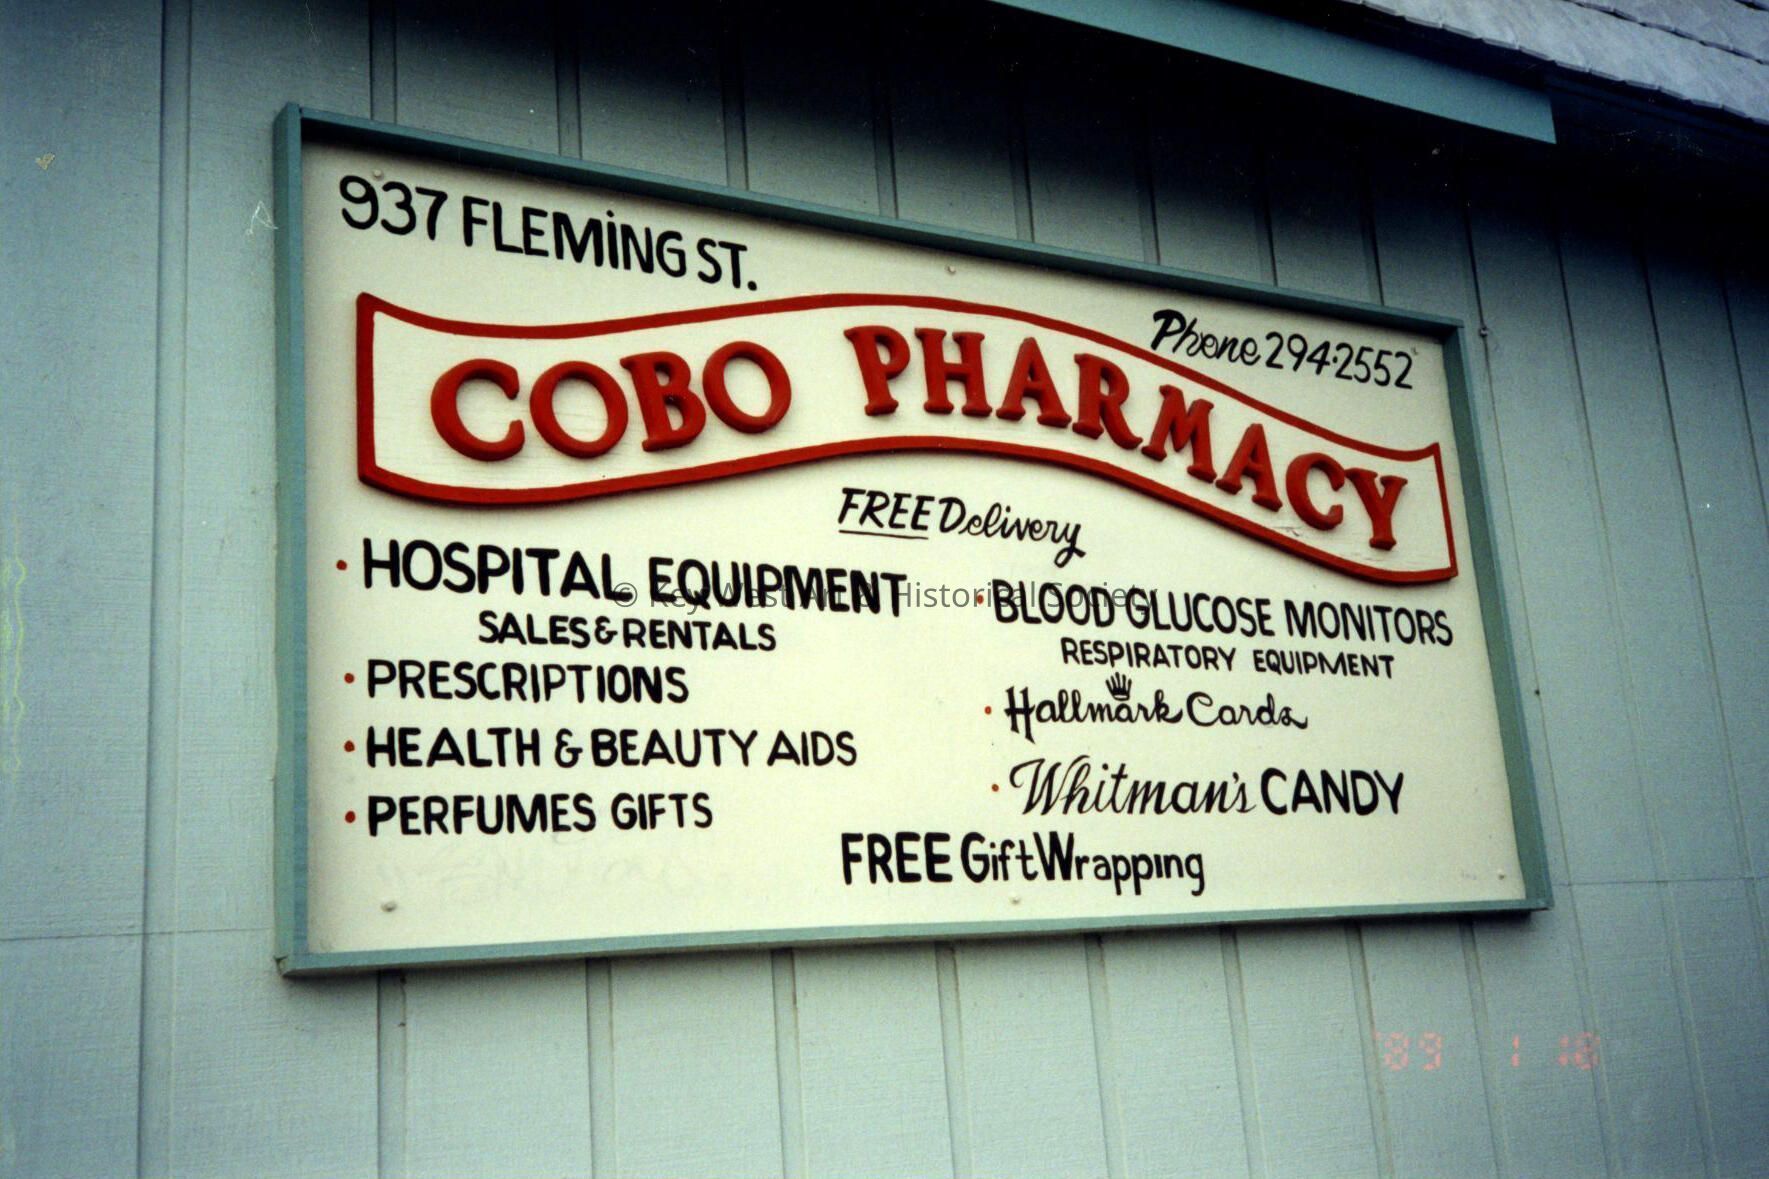 937 FLEMiNG ST.
Phone 294-2552
COBO PHARMACY
FREE Delivery
• HOSPITAL EQUIPMENT
SALES & RENTALS
• PRESCRIPTIONS
• HEALTH & BEAUTY AIDS
• PERFUMES GIFTS
• BLOOD GLUCOSE MONITORS
RESPIRATORY EQUIPMENT
• Hallmark Cards
• Whitman's CANDY
FREE Gift Wrapping
© Key West Art & Historical Society
'89 1 18